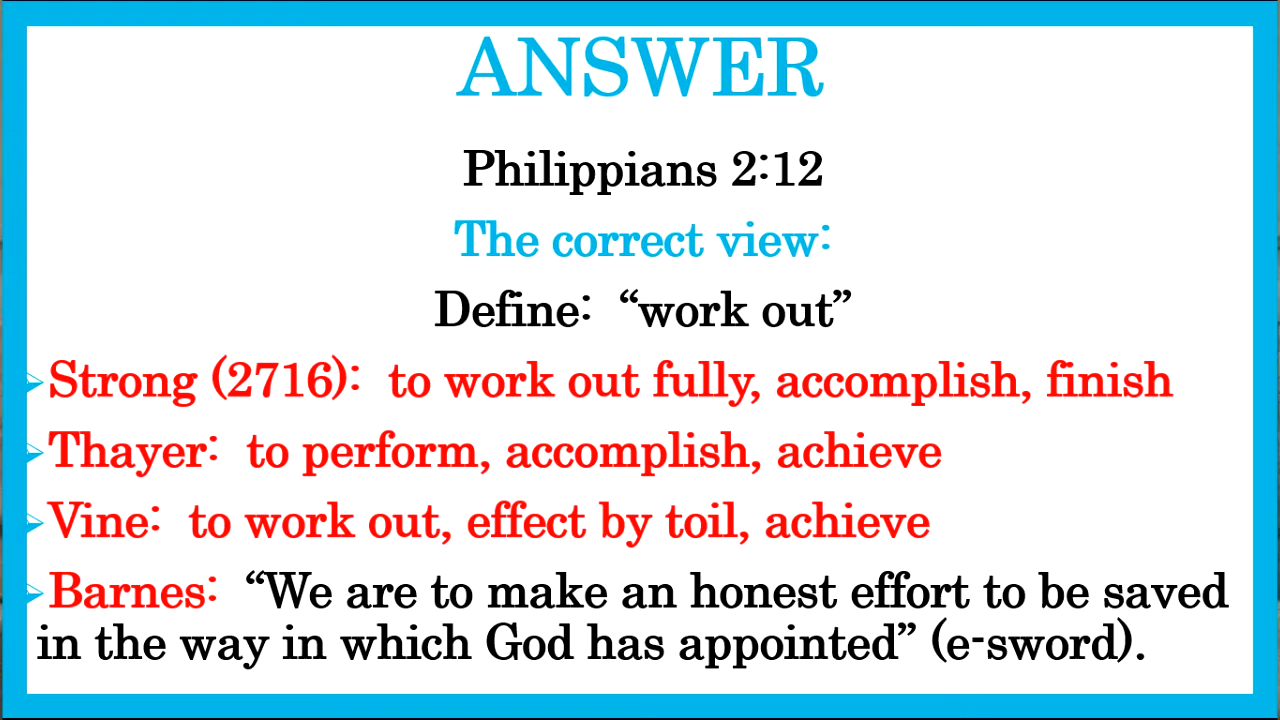 ANSWER
Philippians 2:12
The correct view:
Define:  “work out”
Strong (2716):  to work out fully, accomplish, finish
Thayer:  to perform, accomplish, achieve
Vine:  to work out, effect by toil, achieve
Barnes:  “We are to make an honest effort to be saved
in the way in which God has appointed” (e-sword).